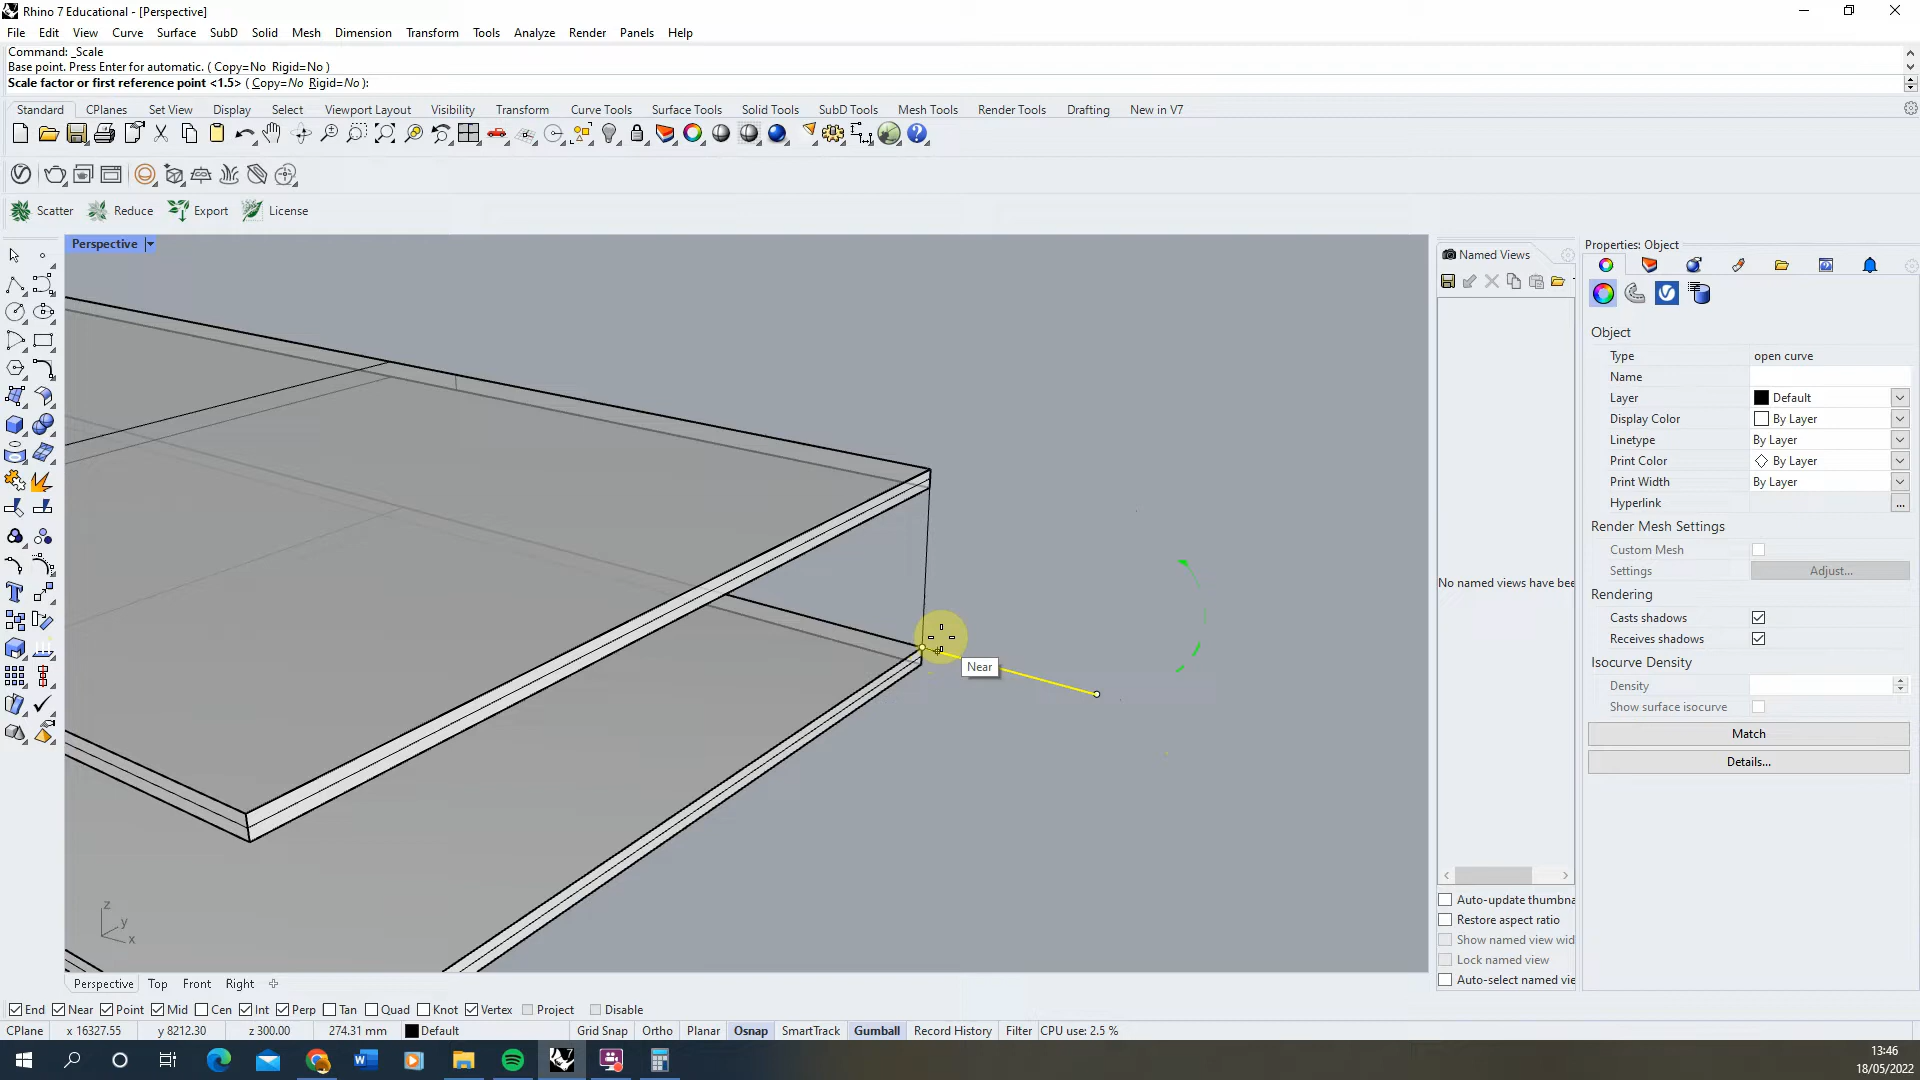 Rhino 7 Educational - [Perspective]
File Edit View Curve Surface SubD Solid Mesh Dimension Transform Tools Analyze Render Panels Help
Command: _Scale
Base point. Press Enter for automatic. ( Copy=No Rigid=No )
Scale factor or first reference point <1.5> ( Copy=No Rigid=No ):
Standard CPlanes Set View Display Select Viewport Layout Visibility Transform Curve Tools Surface Tools Solid Tools SubD Tools Mesh Tools Render Tools Drafting New in V7
Scatter Reduce Export License
Perspective
Near
z
y
x
Named Views
No named views have bee
Auto-update thumbna
Restore aspect ratio
Show named view wid
Lock named view
Auto-select named vie
Properties: Object
Object
Type open curve
Name
Layer Default
Display Color By Layer
Linetype By Layer
Print Color By Layer
Print Width By Layer
Hyperlink ...
Render Mesh Settings
Custom Mesh
Settings Adjust...
Rendering
Casts shadows
Receives shadows
Isocurve Density
Density
Show surface isocurve
Match
Details...
Perspective Top Front Right
End Near Point Mid Cen Int Perp Tan Quad Knot Vertex Project Disable
CPlane x 16327.55 y 8212.30 z 300.00 274.31 mm Default Grid Snap Ortho Planar Osnap SmartTrack Gumball Record History Filter CPU use: 2.5 %
13:46
18/05/2022